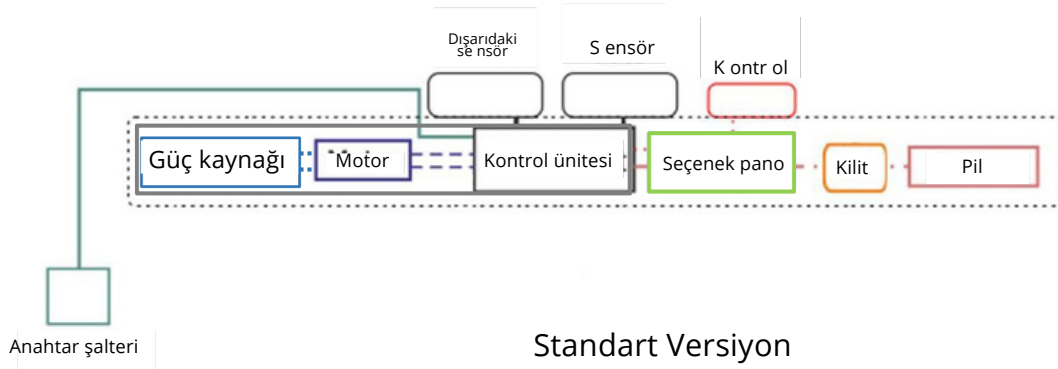 Dışarıdaki
se nsör
S ensör
K ontr ol
Güç kaynağı
Motor
Kontrol ünitesi
Seçenek pano
Kilit
Pil
Anahtar şalteri
Standart Versiyon